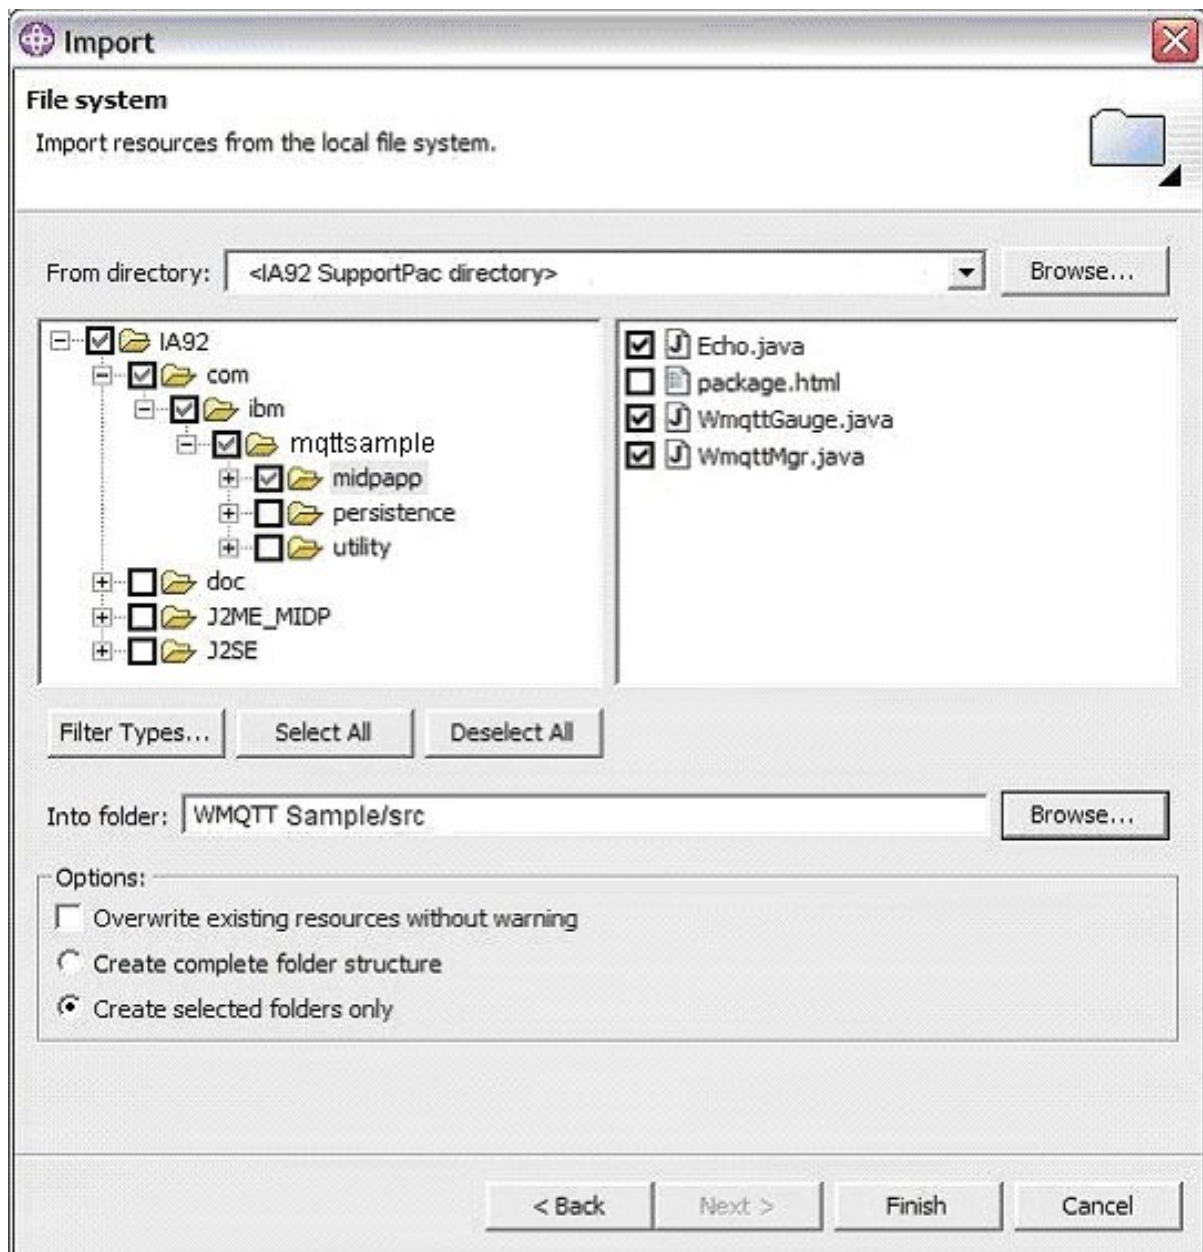 Import
File system
Import resources from the local file system.
From directory: <IA92 SupportPac directory> Browse...
IA92
com
ibm
mqttsample
midpapp
persistence
utility
doc
J2ME_MIDP
J2SE
Echo.java
package.html
WmqttGauge.java
WmqttMgr.java
Filter Types... Select All Deselect All
Into folder: WMQTT Sample/src Browse...
Options:
Overwrite existing resources without warning
Create complete folder structure
Create selected folders only
< Back Next > Finish Cancel